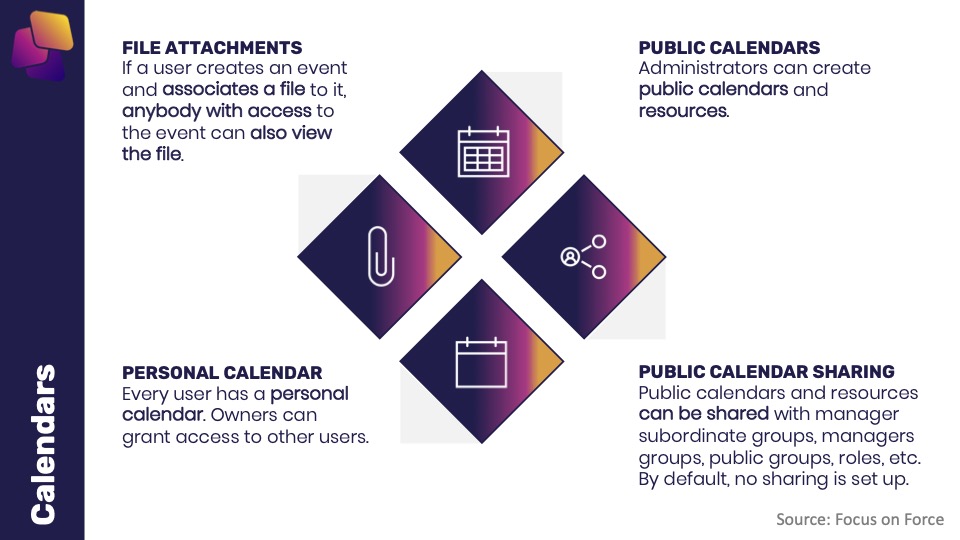 FILE ATTACHMENTS
If a user creates an event
and associates a file to it,
anybody with access to
the event can also view
the file.
PUBLIC CALENDARS
Administrators can create
public calendars and
resources.
PERSONAL CALENDAR
Every user has a personal
calendar. Owners can
grant access to other users.
PUBLIC CALENDAR SHARING
Public calendars and resources
can be shared with manager
subordinate groups, managers
groups, public groups, roles, etc.
By default, no sharing is set up.
Calendars
Source: Focus on Force